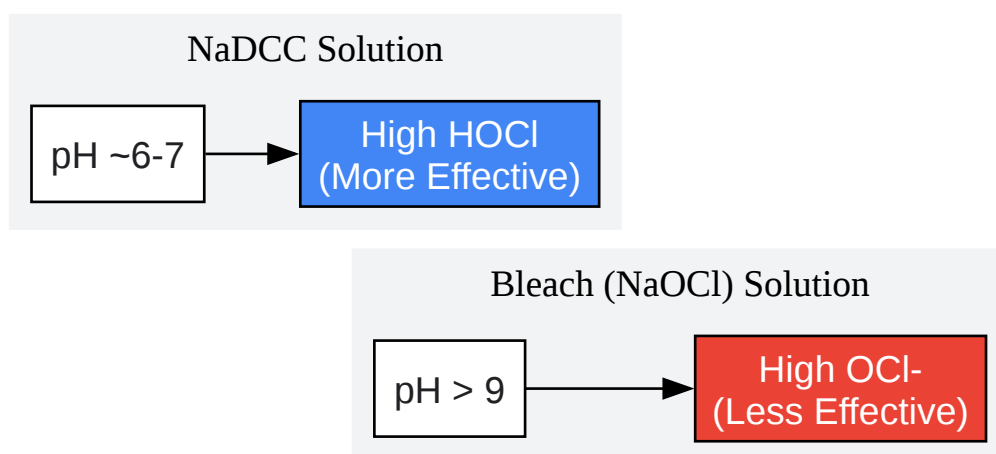 NaDCC Solution
pH ~6-7
High HOCl
(More Effective)
Bleach (NaOCl) Solution
pH > 9
High OCl-
(Less Effective)